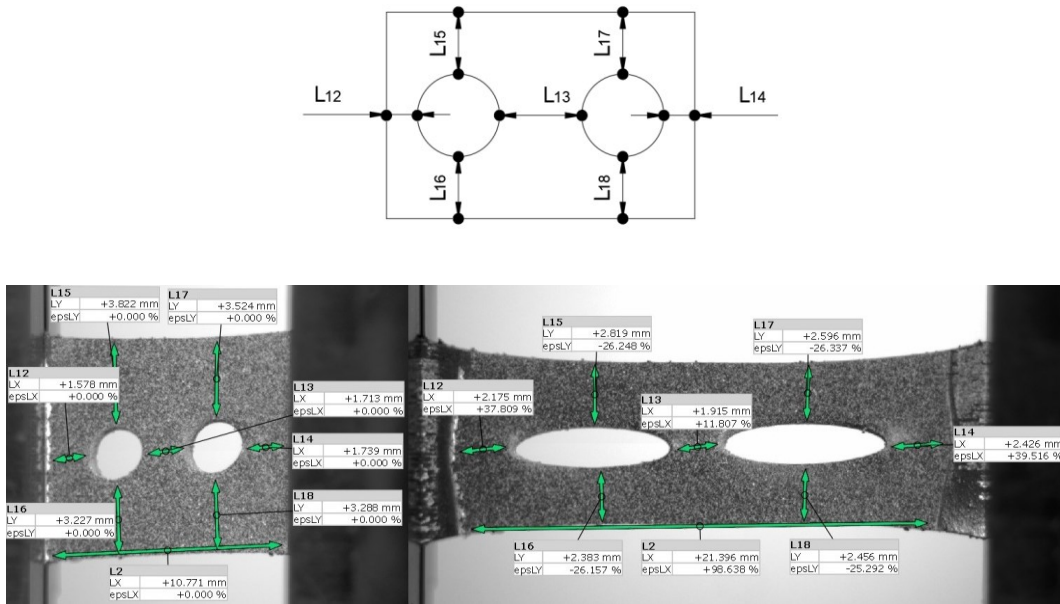 L15
L17
L12
L13
L14
L16
L18
L15
LY +3.822 mm
epsLY +0.000 %
L17
LY +3.524 mm
epsLY +0.000 %
L12
LX +1.578 mm
epsLX +0.000 %
L13
LX +1.713 mm
epsLX +0.000 %
L14
LX +1.739 mm
epsLX +0.000 %
L16
LY +3.227 mm
epsLY +0.000 %
L18
LY +3.288 mm
epsLY +0.000 %
L2
LX +10.771 mm
epsLX +0.000 %
L15
LY +2.819 mm
epsLY -26.248 %
L17
LY +2.596 mm
epsLY -26.337 %
L12
LX +2.175 mm
epsLX +37.809 %
L13
LX +1.915 mm
epsLX +11.807 %
L14
LX +2.426 mm
epsLX +39.516 %
L16
LY +2.383 mm
epsLY -26.157 %
L2
LX +21.396 mm
epsLX +98.638 %
L18
LY +2.456 mm
epsLY -25.292 %